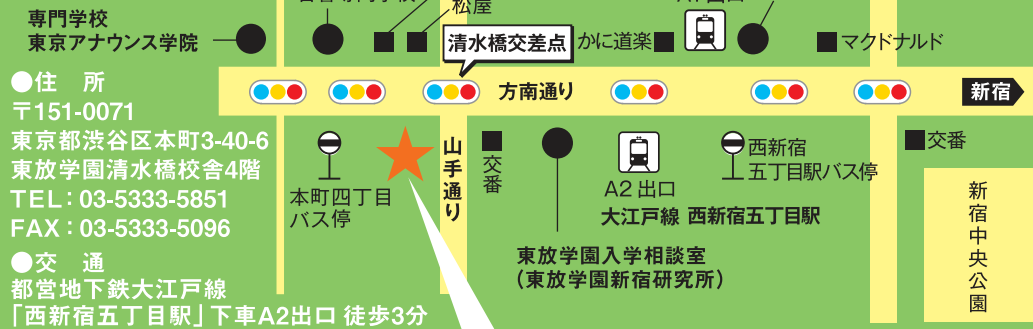 専門学校
東京アナウンス学院
松屋
清水橋交差点
かに道楽
マクドナルド
●住　所
〒151-0071
東京都渋谷区本町3-40-6
東放学園清水橋校舎4階
TEL：03-5333-5851
FAX：03-5333-5096
●交　通
都営地下鉄大江戸線
「西新宿五丁目駅」下車A2出口 徒歩3分
方南通り
新宿
本町四丁目
バス停
山手通り
交番
A2 出口
大江戸線 西新宿五丁目駅
西新宿
五丁目駅バス停
交番
東放学園入学相談室
（東放学園新宿研究所）
新宿中央公園